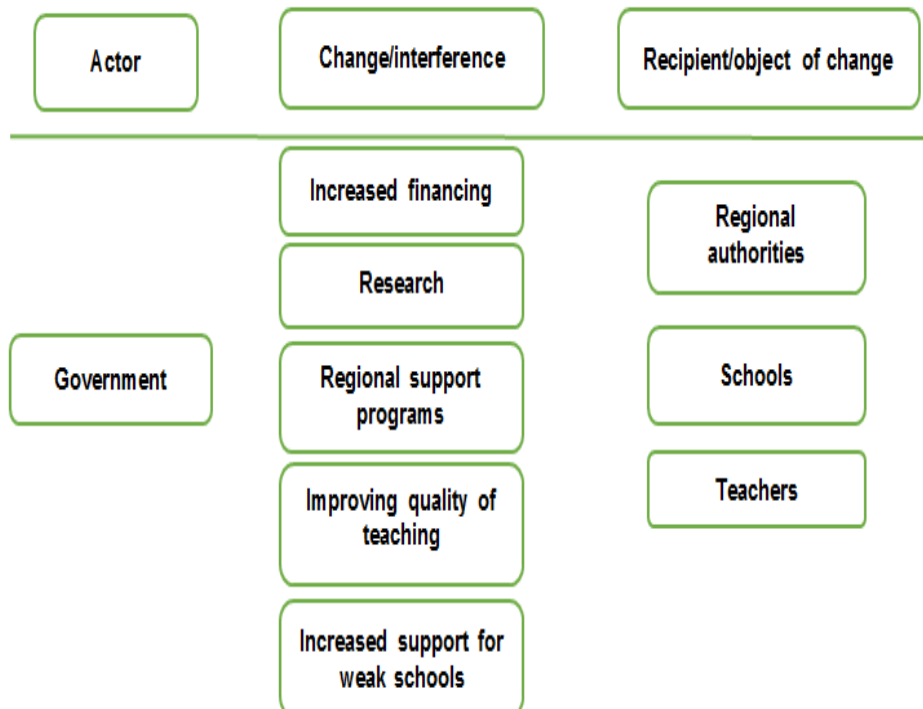 Actor
Change/interference
Recipient/object of change
Increased financing
Research
Regional support
programs
Improving quality of
teaching
Increased support for
weak schools
Government
Regional
authorities
Schools
Teachers